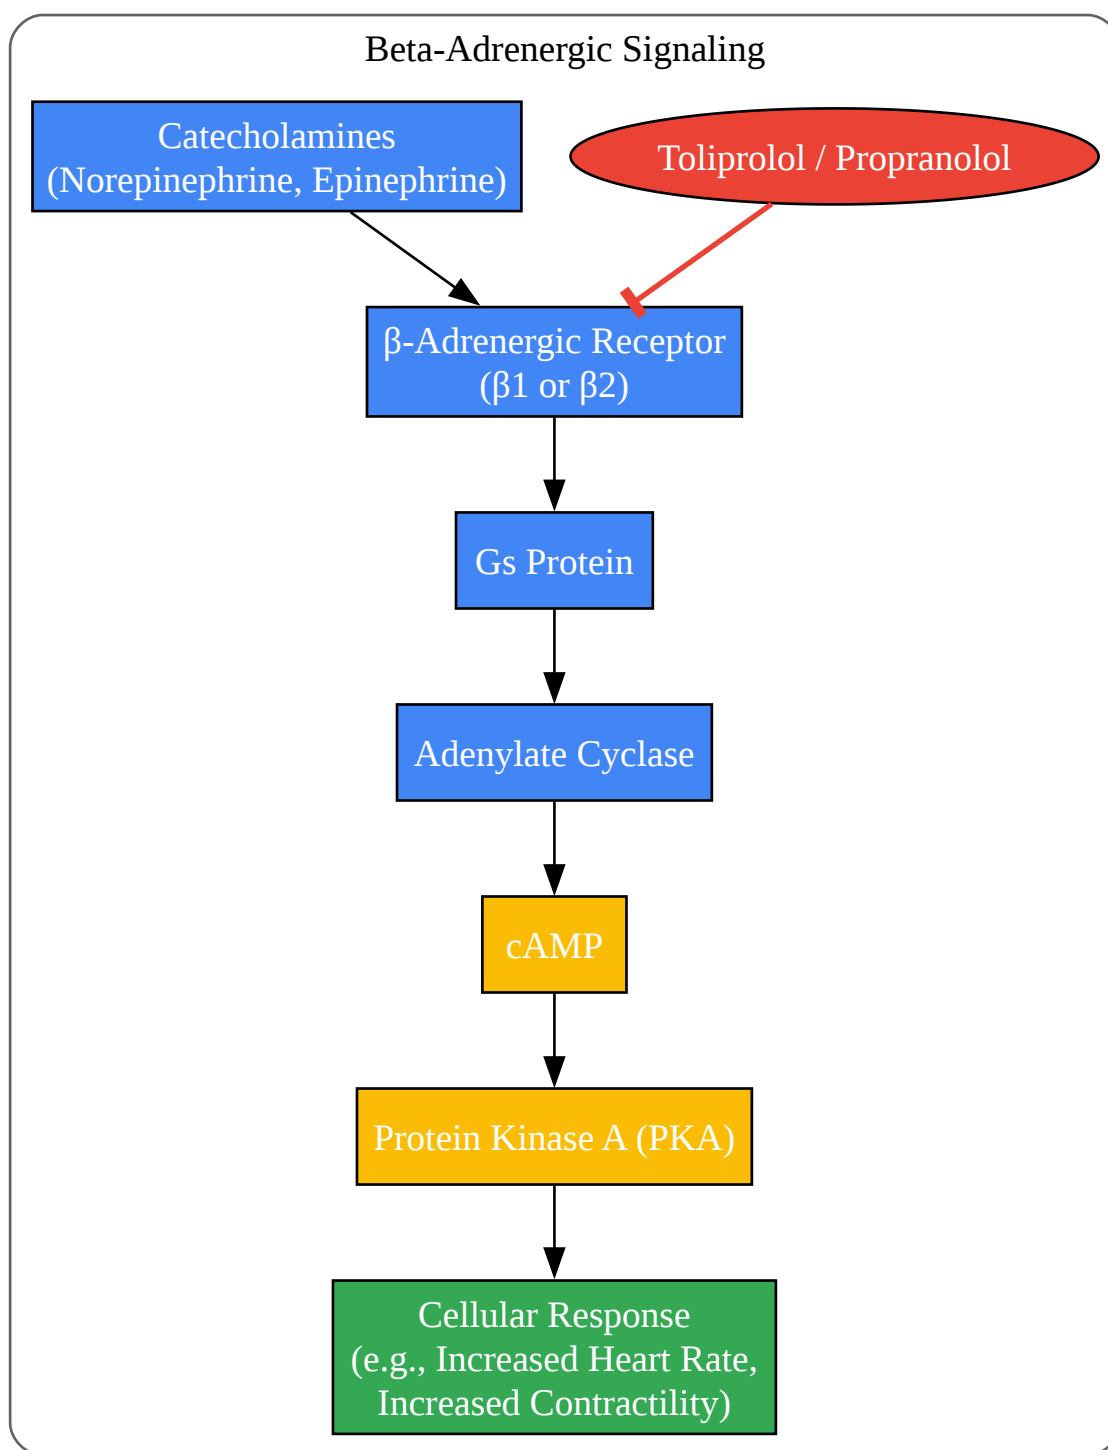 Beta-Adrenergic Signaling
Catecholamines
(Norepinephrine, Epinephrine)
Toliprolol / Propranolol
β-Adrenergic Receptor
(β1 or β2)
Gs Protein
Adenylate Cyclase
cAMP
Protein Kinase A (PKA)
Cellular Response
(e.g., Increased Heart Rate,
Increased Contractility)